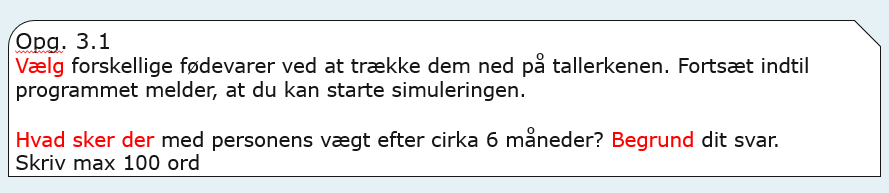 Opg. 3.1
Vælg forskellige fødevarer ved at trække dem ned på tallerkenen. Fortsæt indtil
programmet melder, at du kan starte simuleringen.
Hvad sker der med personens vægt efter cirka 6 måneder? Begrund dit svar.
Skriv max 100 ord